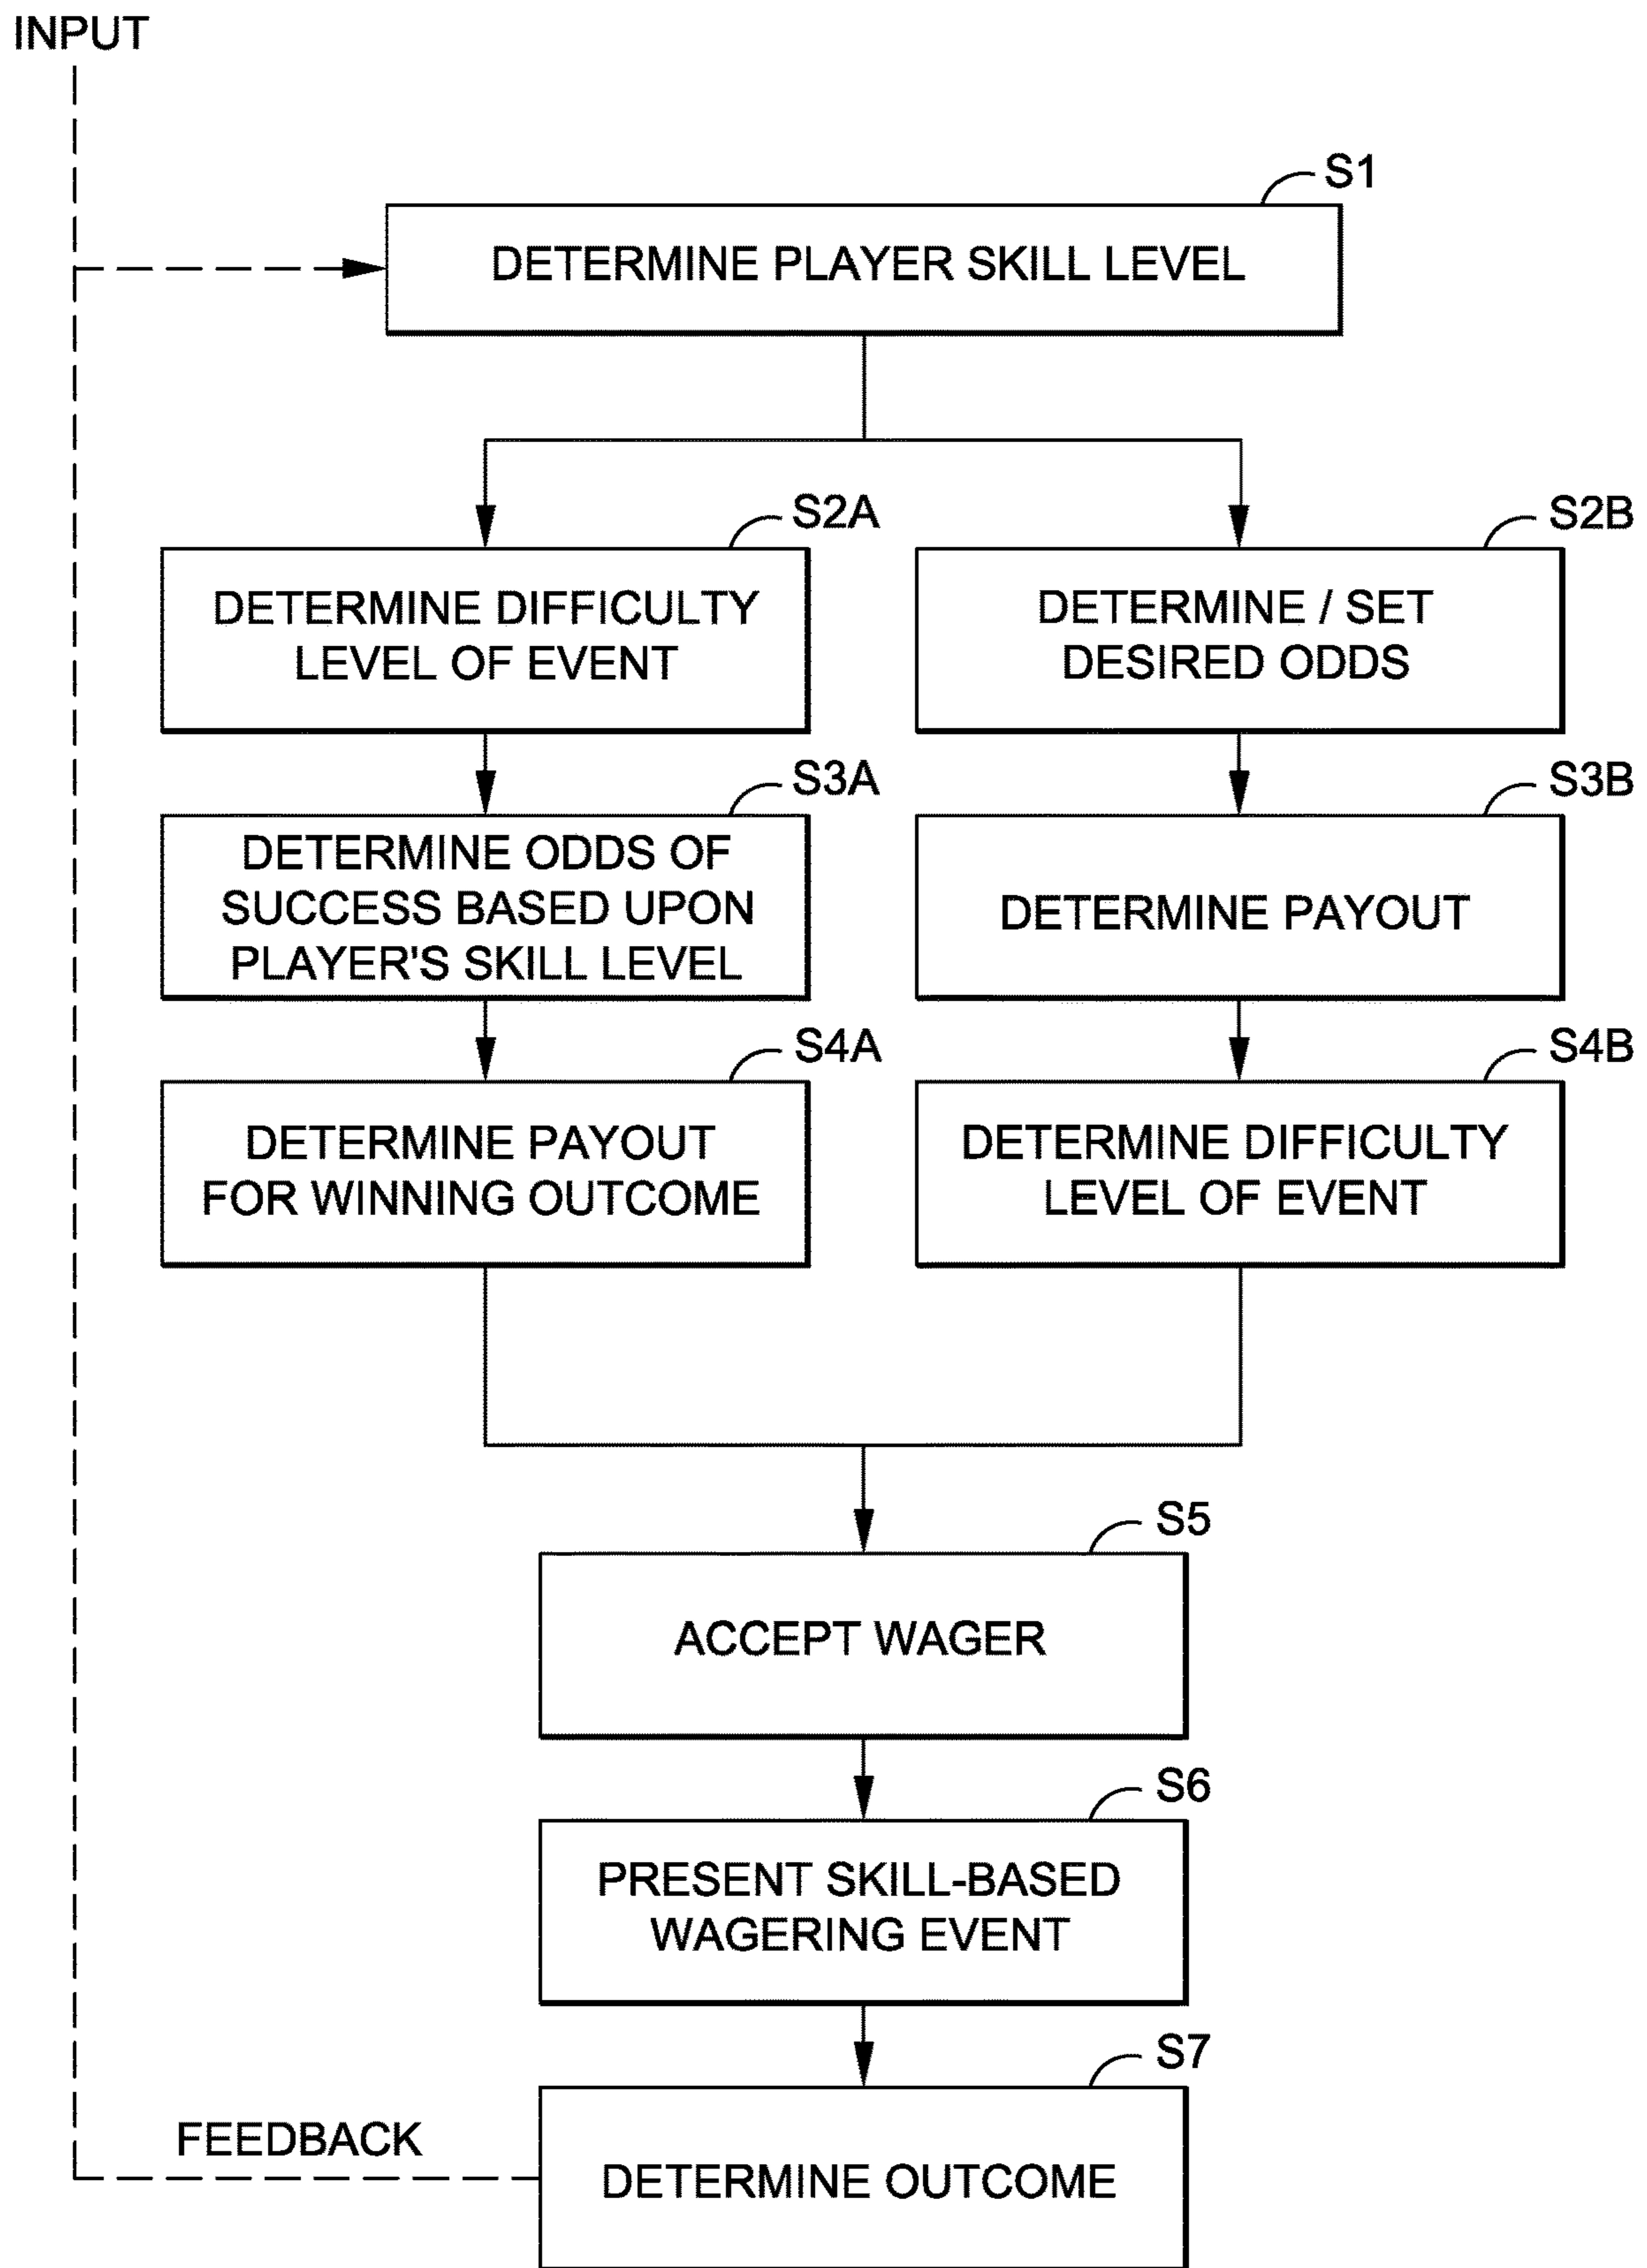 INPUT
S1
DETERMINE PLAYER SKILL LEVEL
S2A
DETERMINE DIFFICULTY
LEVEL OF EVENT
S2B
DETERMINE / SET
DESIRED ODDS
S3A
DETERMINE ODDS OF
SUCCESS BASED UPON
PLAYER'S SKILL LEVEL
S3B
DETERMINE PAYOUT
S4A
DETERMINE PAYOUT
FOR WINNING OUTCOME
S4B
DETERMINE DIFFICULTY
LEVEL OF EVENT
S5
ACCEPT WAGER
S6
PRESENT SKILL-BASED
WAGERING EVENT
S7
FEEDBACK
DETERMINE OUTCOME